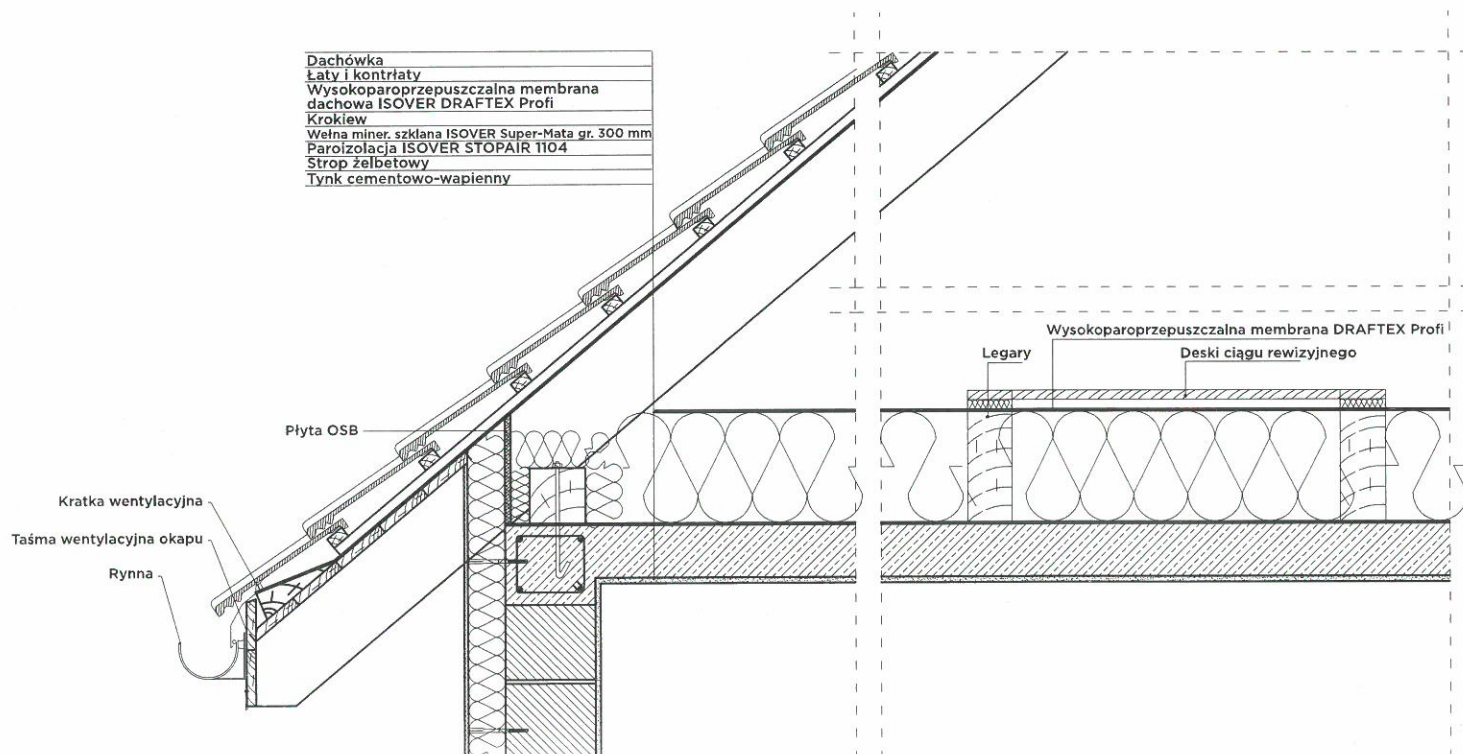 Dachówka
Łaty i kontrłaty
Wysokoparoprzepuszczalna membrana
dachowa ISOVER DRAFTEX Profi
Krokiew
Wełna miner. szklana ISOVER Super-Mata gr. 300 mm
Paroizolacja ISOVER STOPAIR 1104
Strop żelbetowy
Tynk cementowo-wapienny
Wysokoparoprzepuszczalna membrana DRAFTEX Profi
Legary
Deski ciągu rewizyjnego
Płyta OSB
Kratka wentylacyjna
Taśma wentylacyjna okapu
Rynna